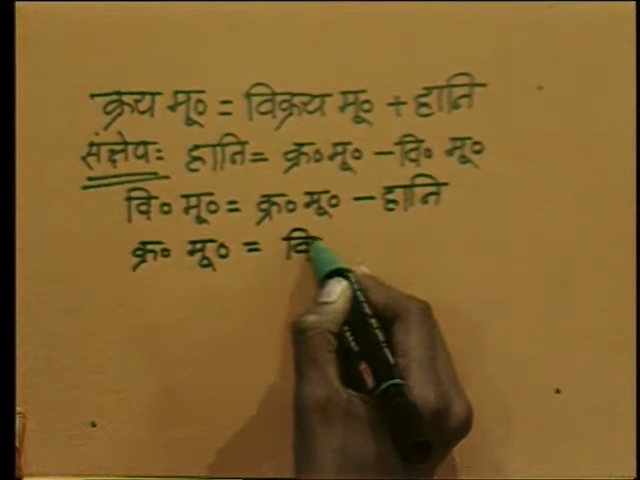 क्रय मू० = विक्रय मू० + हानि
संक्षेपः हानि = क्र० मू० - वि० मू०
वि० मू० = क्र० मू० - हानि
क्र० मू० = वि